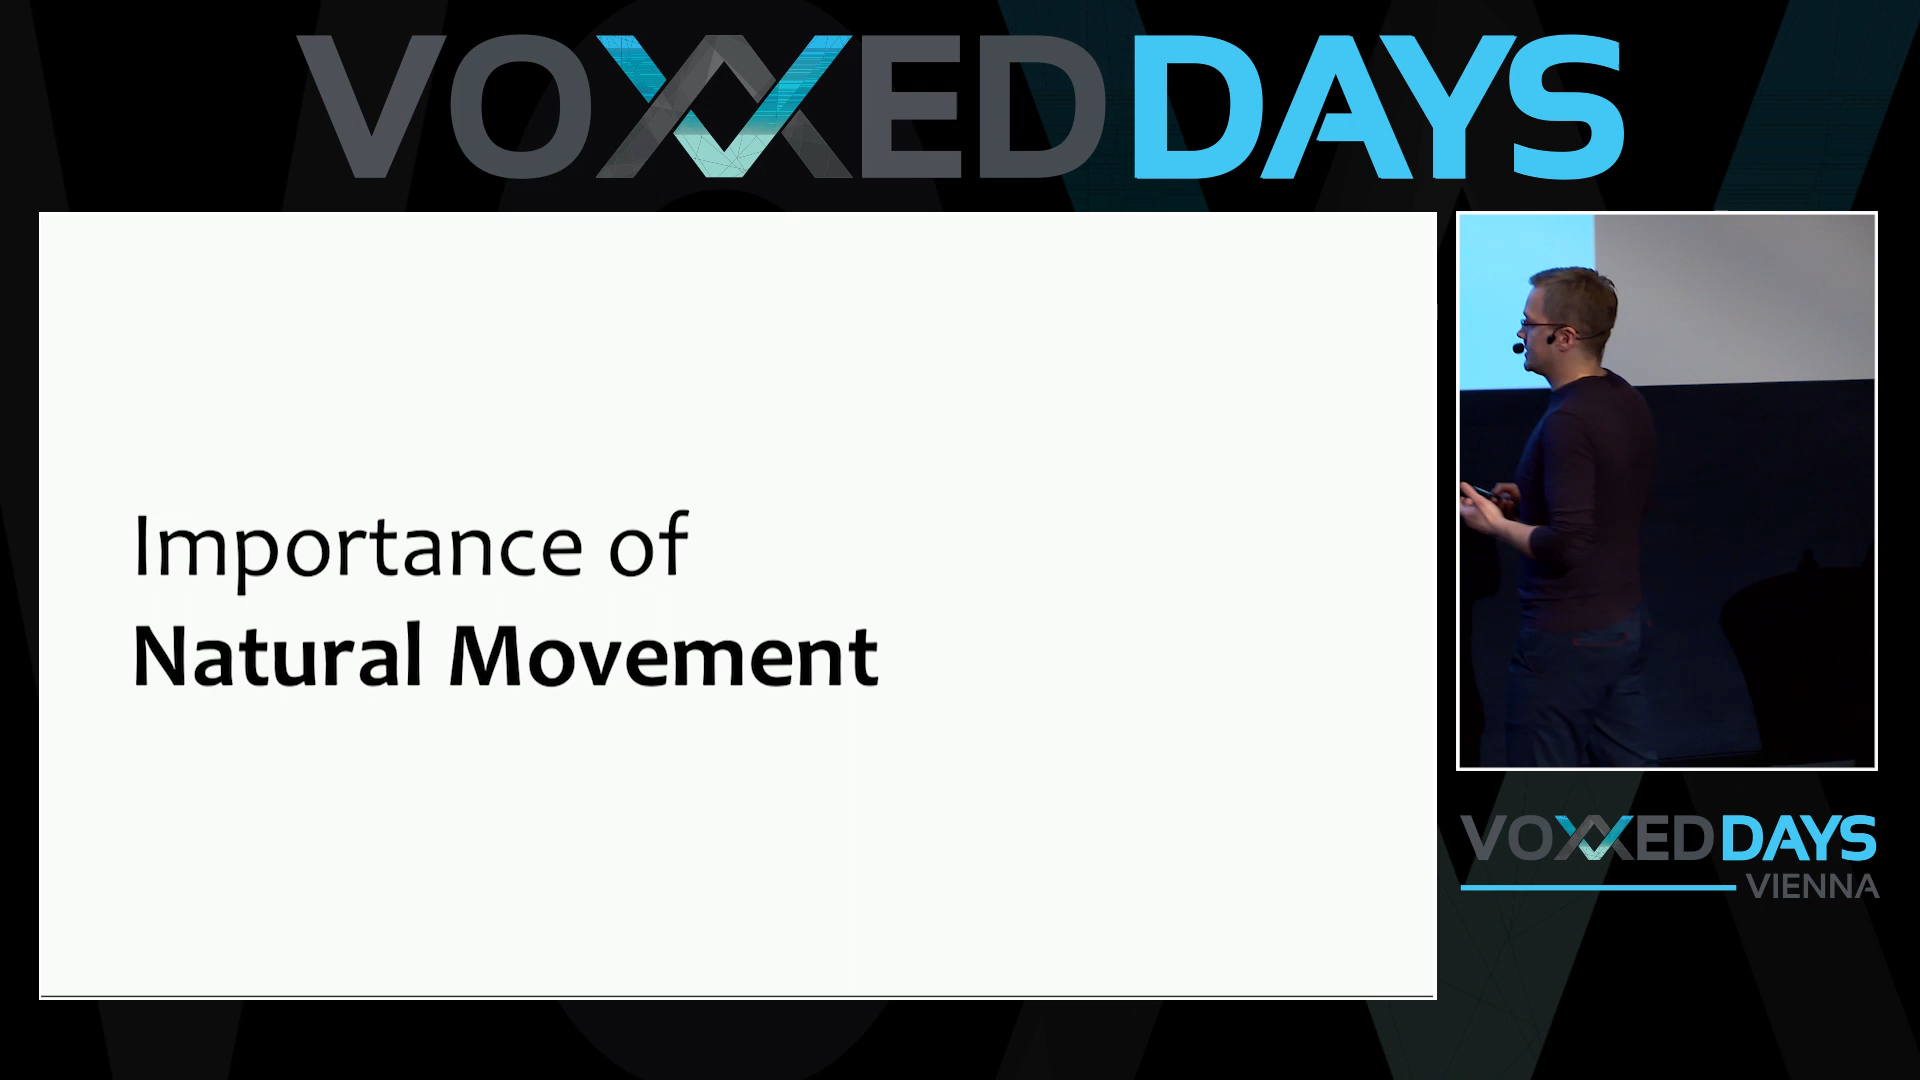 VOXXED DAYS
Importance of
Natural Movement
VOXXED DAYS
VIENNA